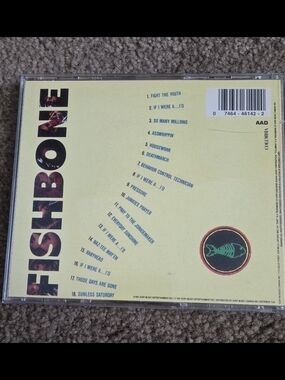 FISHBONE
1. FIGHT THE YOUTH
2. IF I WERE A...I'D
3. SO MANY MILLIONS
4. ASSWHIPPIN'
5. HOUSEWORK
6. DEATHMARCH
7. BEHAVIOR CONTROL TECHNICIAN
8. IF I WERE A...I'D
9. PRESSURE
10. JUNKIES PRAYER
11. PRAY TO THE JUNKIEMAKER
12. EVERYDAY SUNSHINE
13. IF I WERE A...I'D
14. NAZTEE MAY'EN
15. BABYHEAD
16. IF I WERE A...I'D
17. THOSE DAYS ARE GONE
18. SUNLESS SATURDAY
0 7464-46142-2
AAD